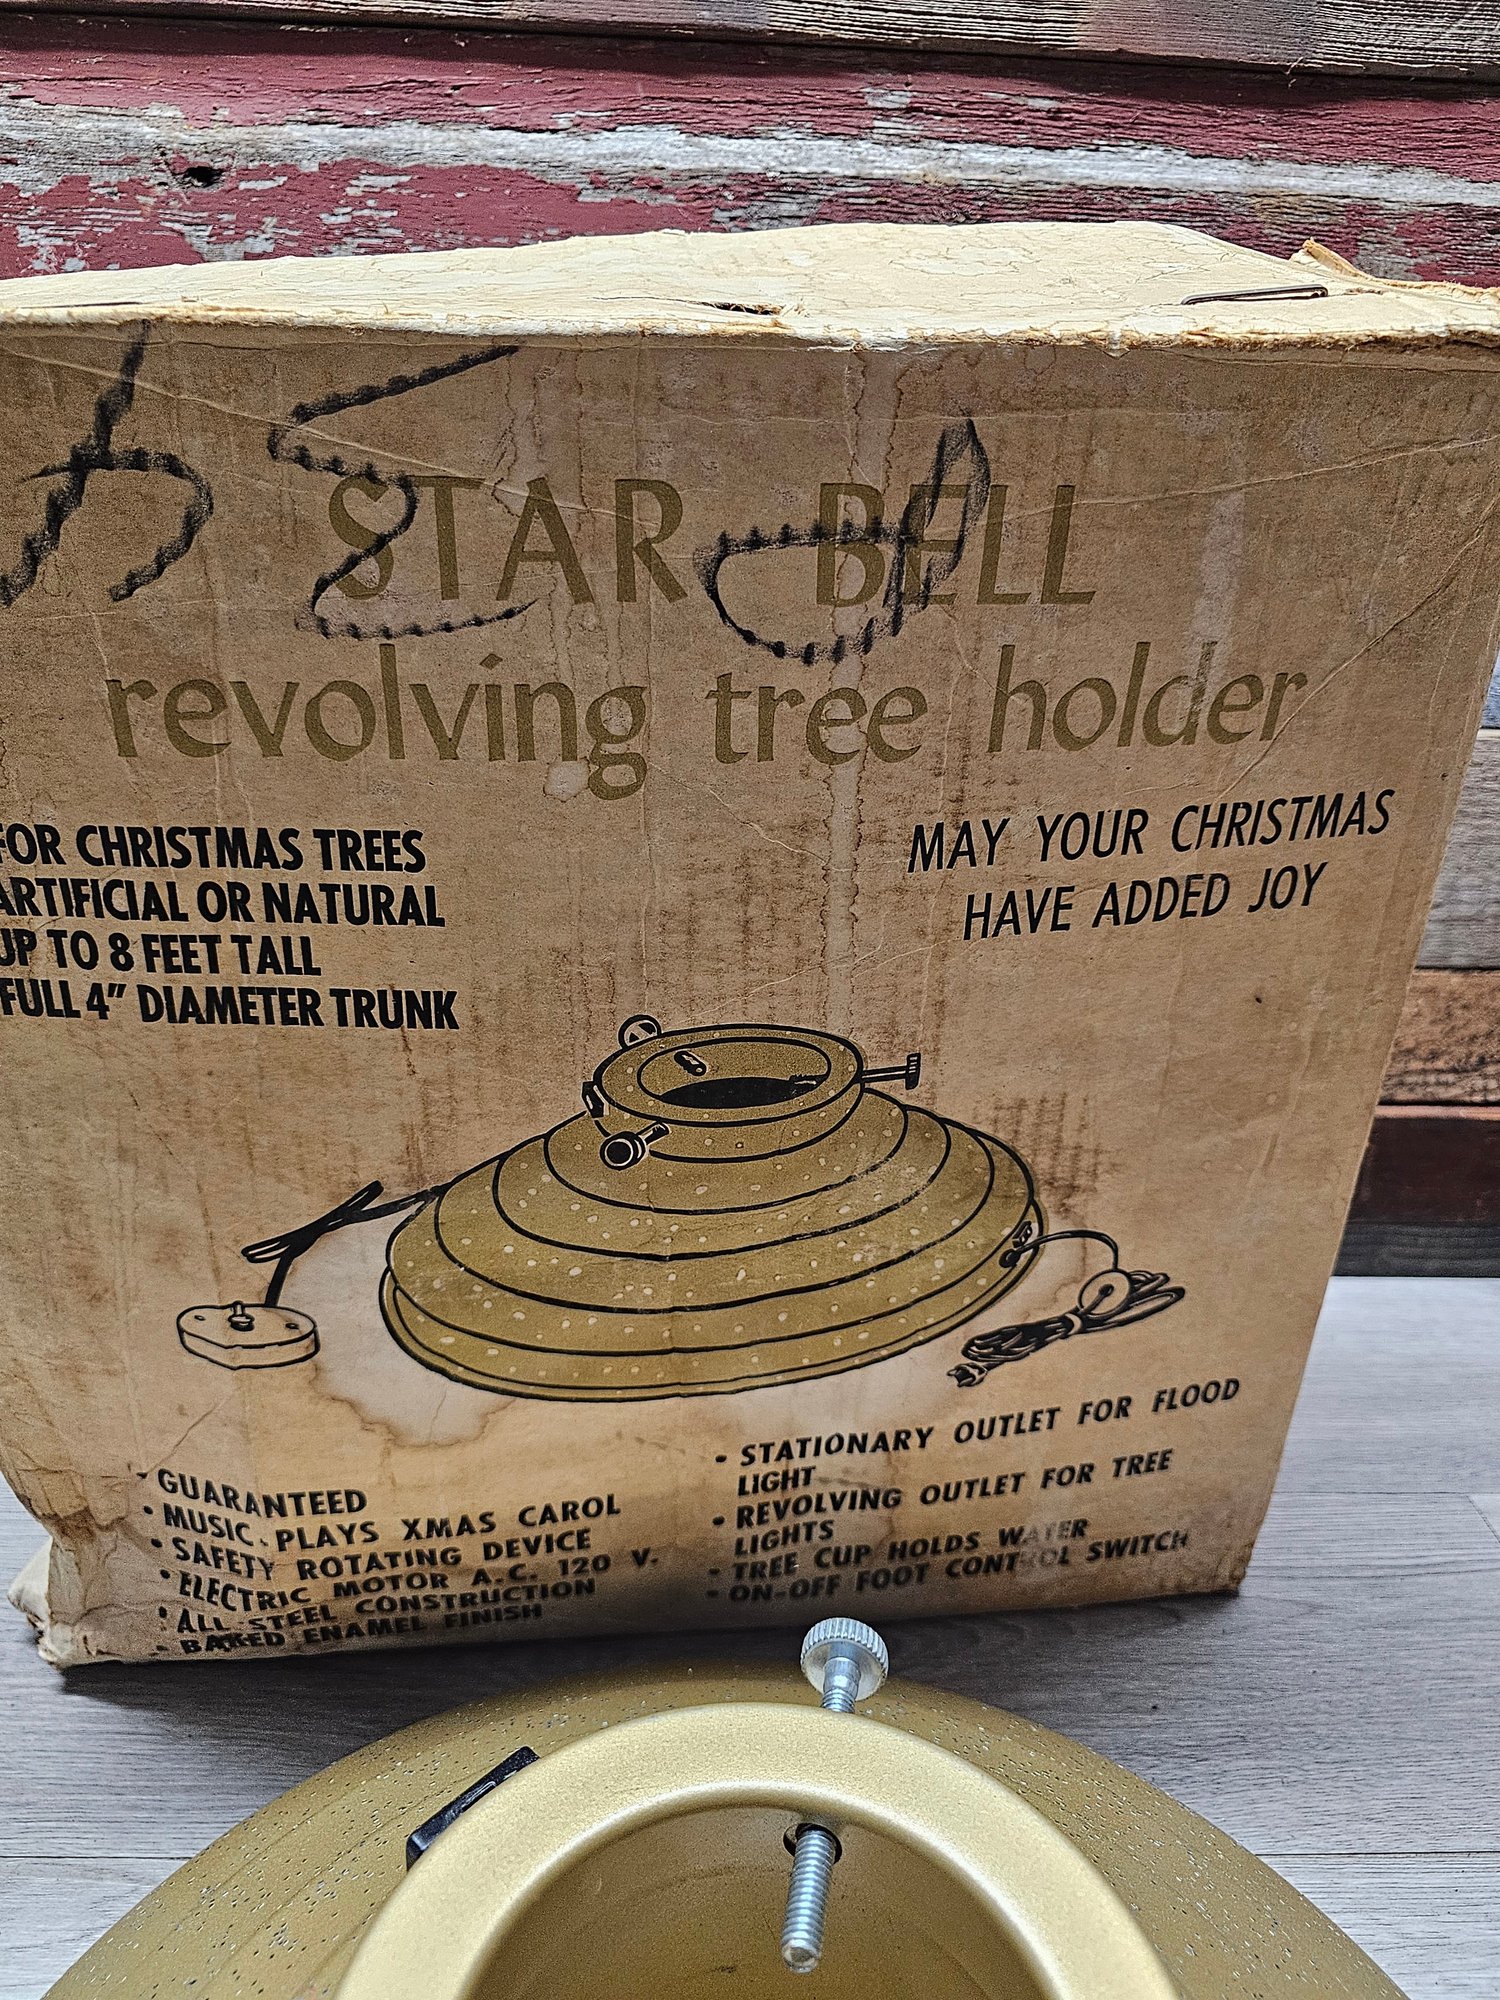 STAR BELL
revolving tree holder
FOR CHRISTMAS TREES
ARTIFICIAL OR NATURAL
UP TO 8 FEET TALL
FULL 4" DIAMETER TRUNK
MAY YOUR CHRISTMAS
HAVE ADDED JOY
• GUARANTEED
• MUSIC - PLAYS XMAS CAROL
• SAFETY ROTATING DEVICE
• ELECTRIC MOTOR A.C. 120 V.
• ALL STEEL CONSTRUCTION
• BAKED ENAMEL FINISH
• STATIONARY OUTLET FOR FLOOD
LIGHT
• REVOLVING OUTLET FOR TREE
LIGHTS
• TREE CUP HOLDS WATER
• ON-OFF FOOT CONTROL SWITCH